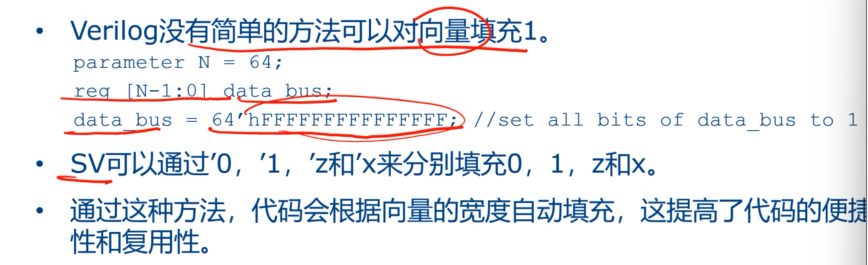 • Verilog没有简单的方法可以对向量填充1。
parameter N = 64;
reg [N-1:0] data_bus;
data_bus = 64’hFFFFFFFFFFFFFFFF; //set all bits of data_bus to 1
• SV可以通过’0，’1，’z和’x来分别填充0，1，z和x。
• 通过这种方法，代码会根据向量的宽度自动填充，这提高了代码的便捷
性和复用性。